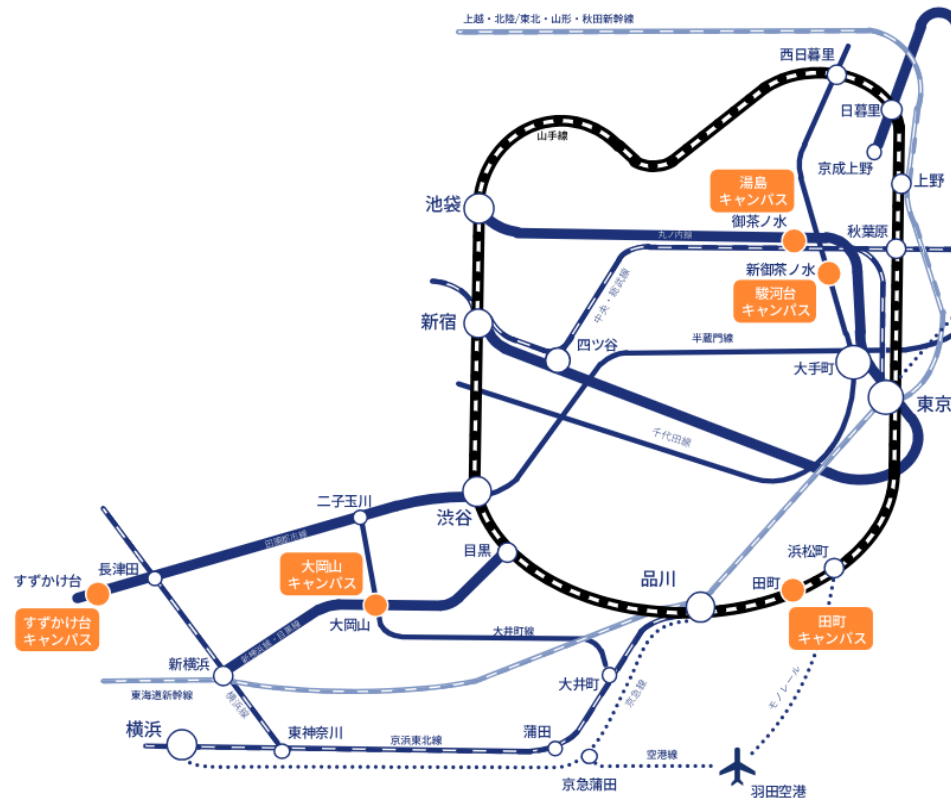 上越・北陸/東北・山形・秋田新幹線
西日暮里
日暮里
山手線
京成上野
湯島
キャンパス
上野
池袋
御茶ノ水
秋葉原
丸ノ内線
新御茶ノ水
中央・総武線
駿河台
キャンパス
新宿
四ツ谷
半蔵門線
大手町
東京
千代田線
二子玉川
渋谷
田園都市線
目黒
浜松町
長津田
大岡山
キャンパス
品川
田町
すずかけ台
すずかけ台
キャンパス
大岡山
田町
キャンパス
大井町線
新横浜線・目黒線
新横浜
大井町
東海道新幹線
横浜線
京急線
モノレール
横浜
東神奈川
京浜東北線
蒲田
空港線
京急蒲田
羽田空港